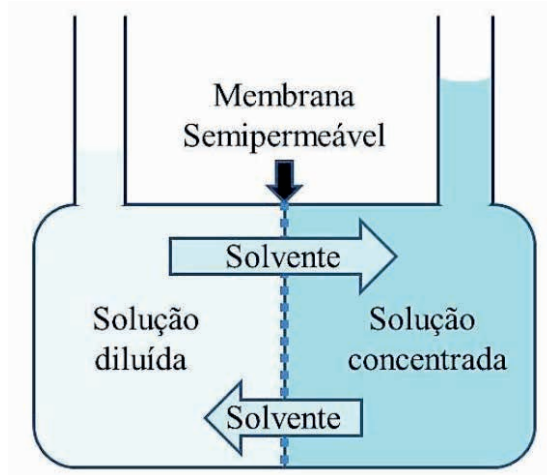 Membrana
Semipermeável
Solvente
Solução
diluída
Solução
concentrada
Solvente